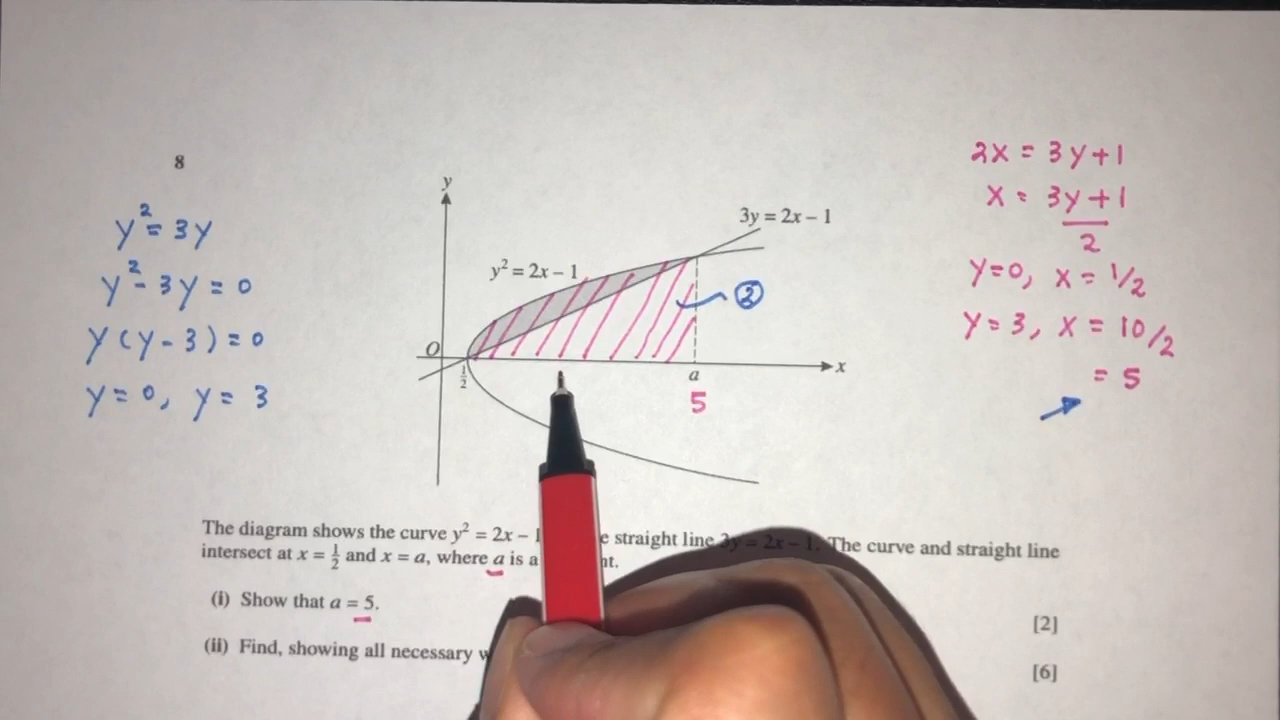 8
y² = 3y
y² - 3y = 0
y(y-3) = 0
y = 0, y = 3
y
3y = 2x – 1
y² = 2x – 1
②
O
½
a
x
5
2x = 3y+1
x = 3y+1
2
y=0, x = 1/2
y = 3, x = 10/2
= 5
The diagram shows the curve y² = 2x – straight line 3y = 2x – 1. The curve and straight line
intersect at x = ½ and x = a, where a is a
(i) Show that a = 5.
[2]
(ii) Find, showing all necessary
[6]